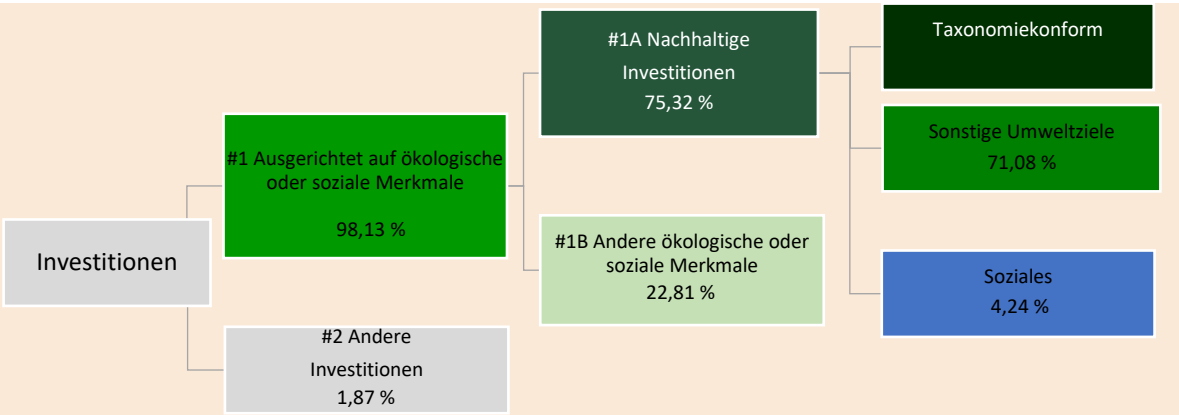 Investitionen
#1 Ausgerichtet auf ökologische
oder soziale Merkmale
98,13 %
#2 Andere
Investitionen
1,87 %
#1A Nachhaltige
Investitionen
75,32 %
#1B Andere ökologische oder
soziale Merkmale
22,81 %
Taxonomiekonform
Sonstige Umweltziele
71,08 %
Soziales
4,24 %